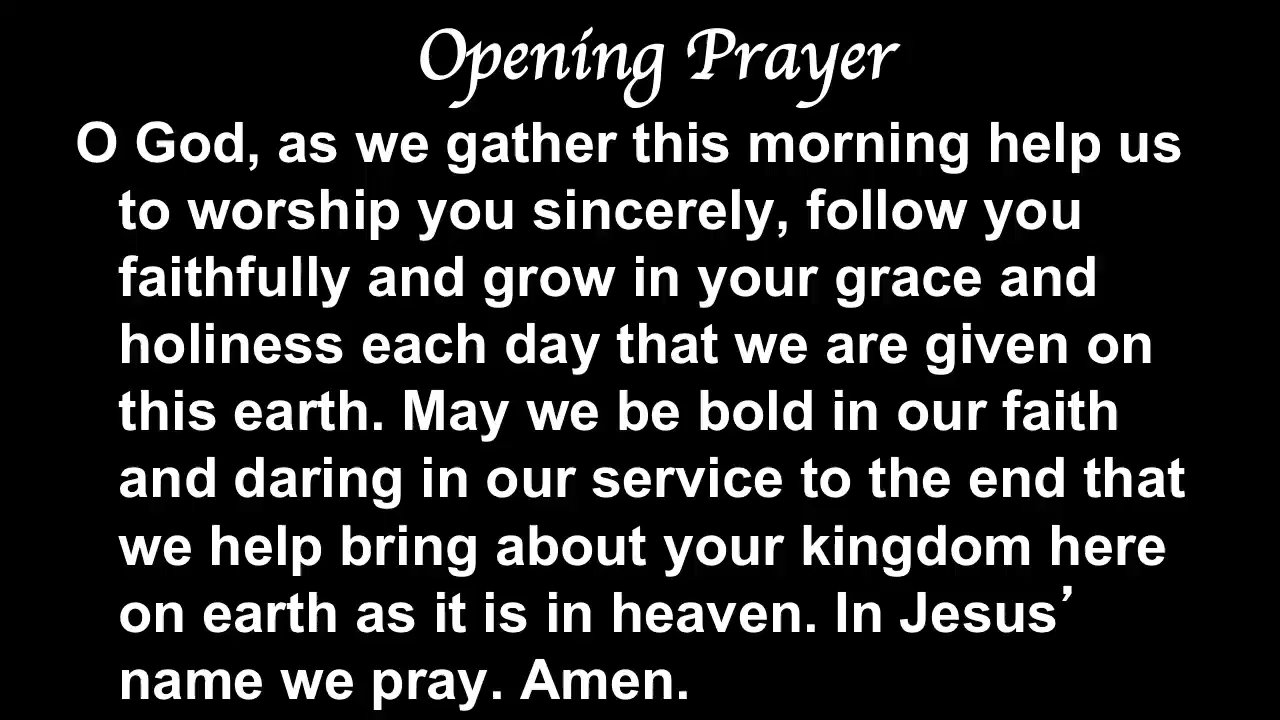 Opening Prayer
O God, as we gather this morning help us
to worship you sincerely, follow you
faithfully and grow in your grace and
holiness each day that we are given on
this earth. May we be bold in our faith
and daring in our service to the end that
we help bring about your kingdom here
on earth as it is in heaven. In Jesus’
name we pray. Amen.